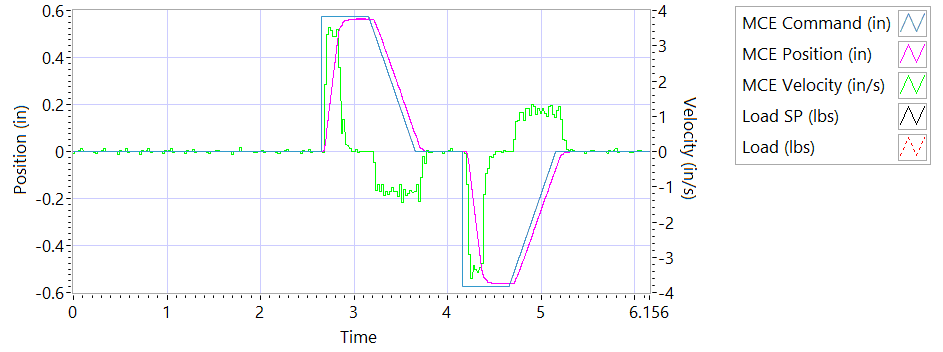 0.6
0.4
0.2
0
-0.2
-0.4
-0.6
Position (in)
4
3
2
1
0
-1
-2
-3
-4
Velocity (in/s)
0 1 2 3 4 5 6.156
Time
MCE Command (in)
MCE Position (in)
MCE Velocity (in/s)
Load SP (lbs)
Load (lbs)